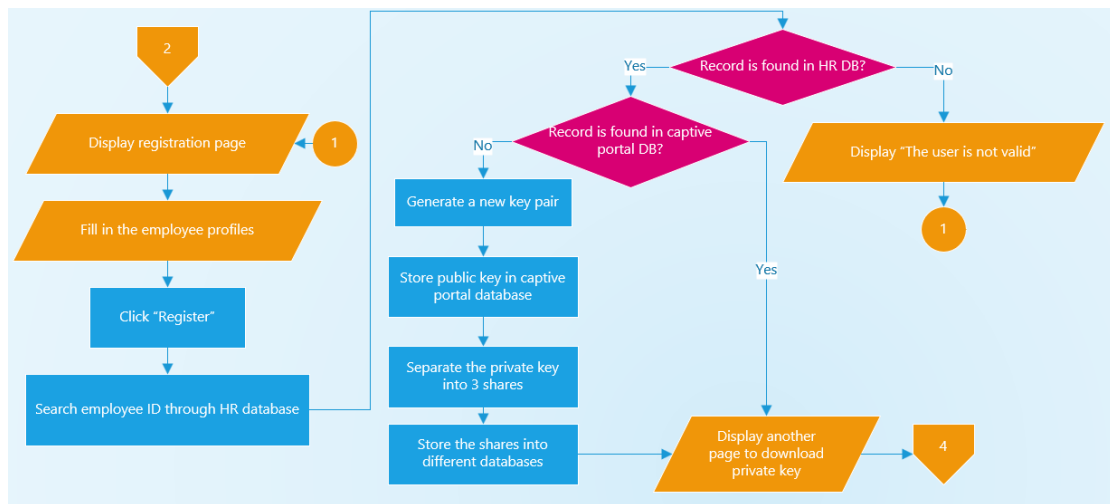 2
Display registration page
1
Fill in the employee profiles
Click “Register”
Search employee ID through HR database
Record is found in HR DB?
Yes
No
Record is found in captive
portal DB?
No
Yes
Generate a new key pair
Store public key in captive
portal database
Separate the private key
into 3 shares
Store the shares into
different databases
Display another
page to download
private key
4
Display “The user is not valid”
1